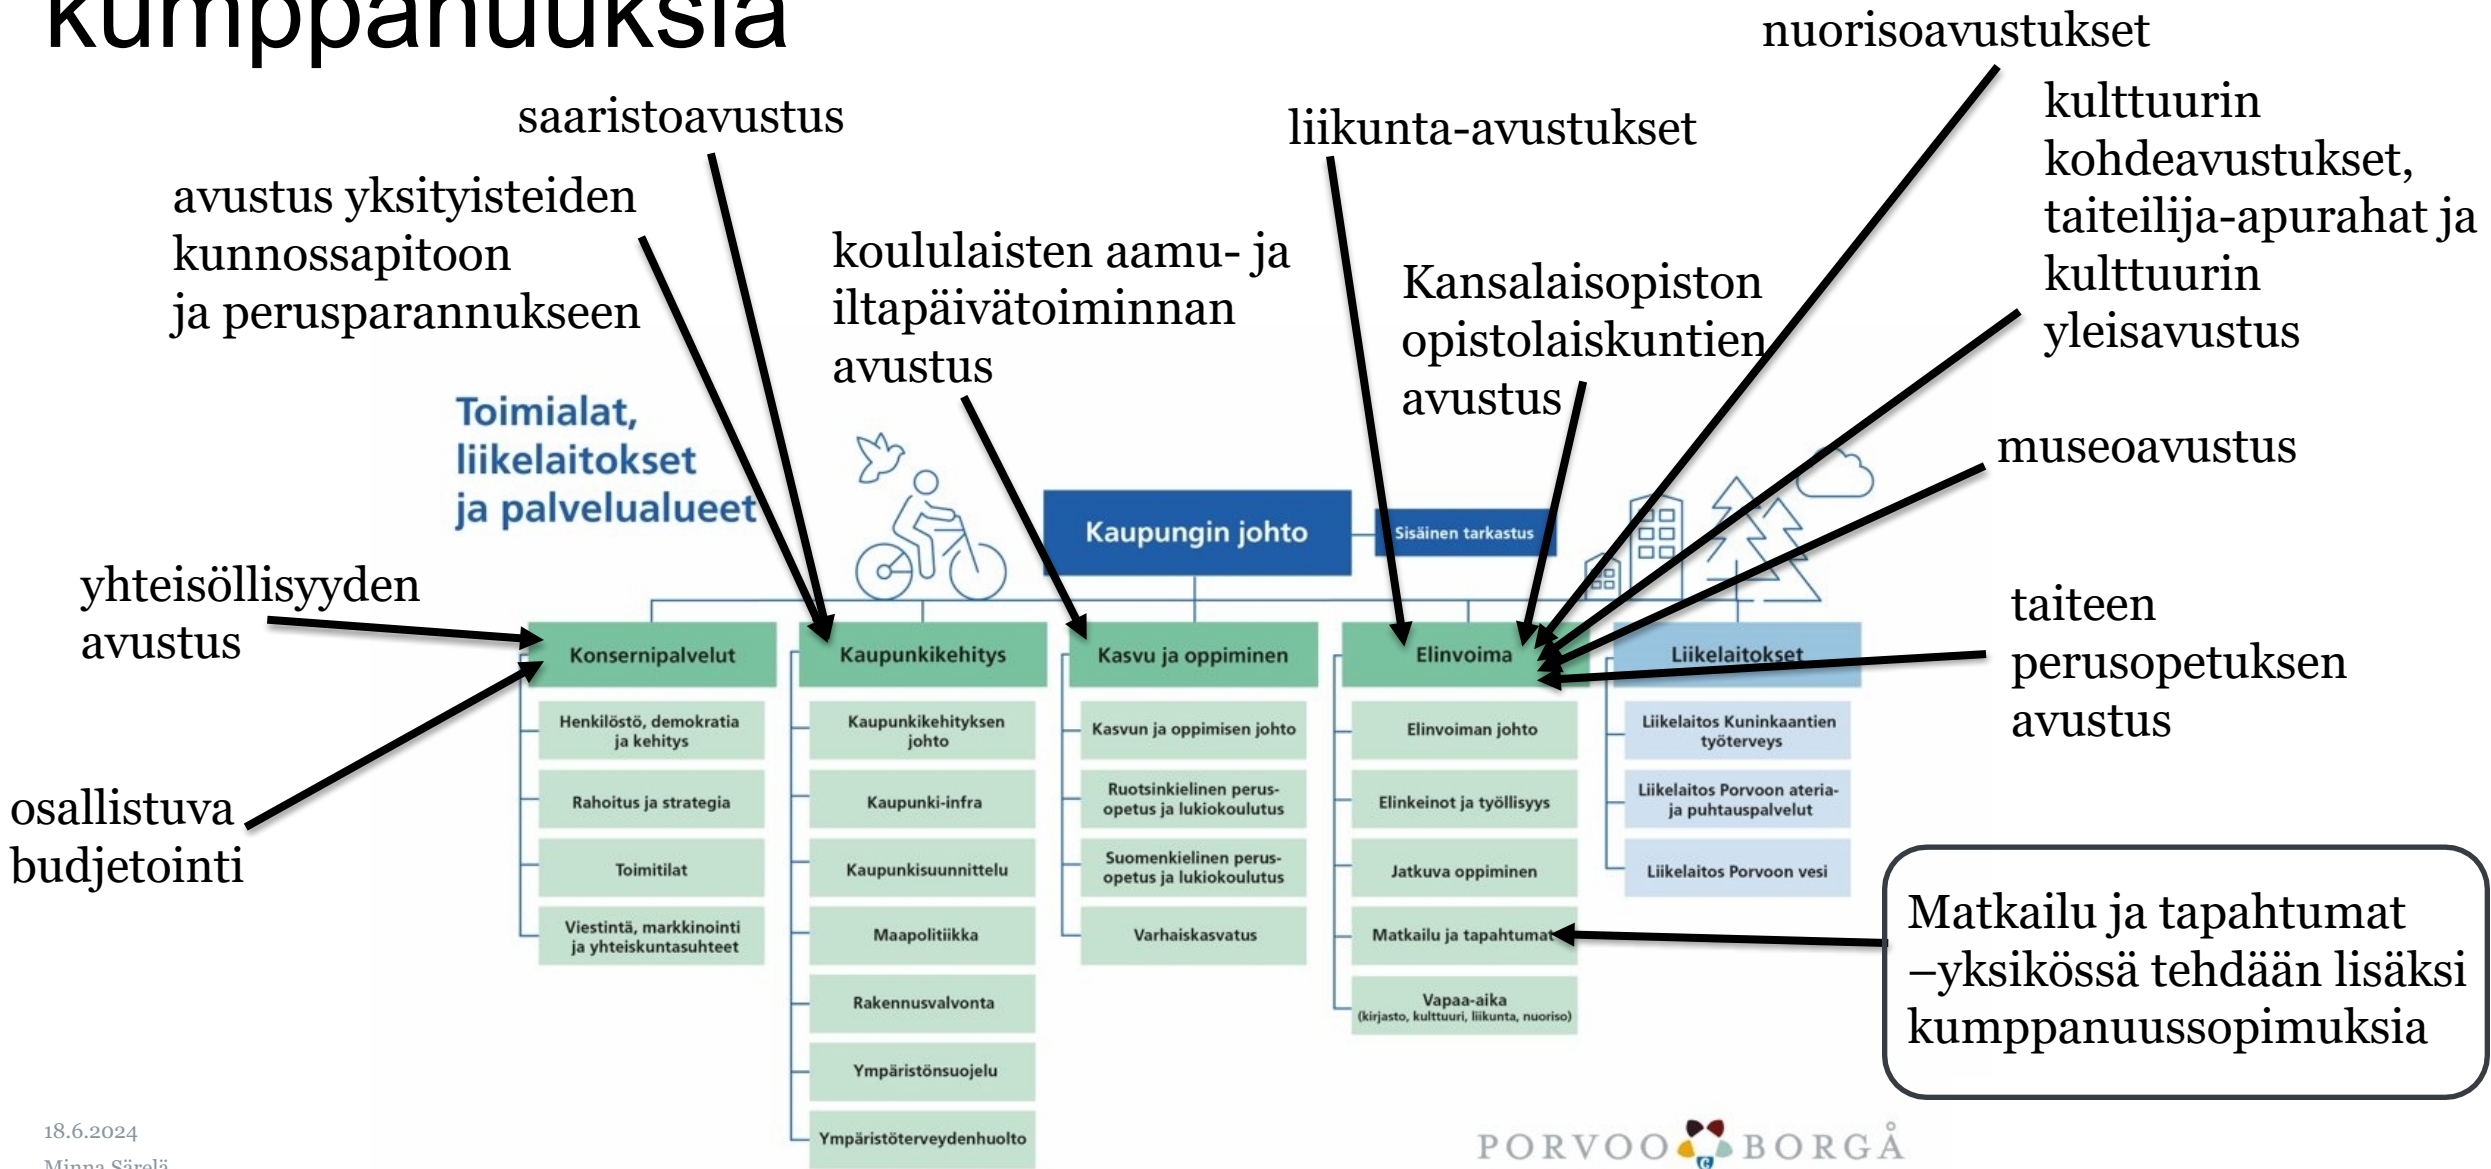 kumppanuuksia
nuorisoavustukset
saaristoavustus
liikunta-avustukset
kulttuurin
kohdeavustukset,
taiteilija-apurahat ja
kulttuurin
yleisavustus
avustus yksityisteiden
kunnossapitoon
ja perusparannukseen
koululaisten aamu- ja
iltapäivätoiminnan
avustus
Kansalaisopiston
opistolaiskuntien
avustus
museoavustus
Toimialat,
liikelaitokset
ja palvelualueet
Kaupungin johto
Sisäinen tarkastus
yhteisöllisyyden
avustus
taiteen
perusopetuksen
avustus
osallistuva
budjetointi
Konsernipalvelut
Henkilöstö, demokratia
ja kehitys
Rahoitus ja strategia
Toimitilat
Viestintä, markkinointi
ja yhteiskuntasuhteet
Kaupunkikehitys
Kaupunkikehityksen
johto
Kaupunki-infra
Kaupunkisuunnittelu
Maapolitiikka
Rakennusvalvonta
Ympäristönsuojelu
Ympäristöterveydenhuolto
Kasvu ja oppiminen
Kasvun ja oppimisen johto
Ruotsinkielinen perus-
opetus ja lukiokoulutus
Suomenkielinen perus-
opetus ja lukiokoulutus
Varhaiskasvatus
Elinvoima
Elinvoiman johto
Elinkeinot ja työllisyys
Jatkuva oppiminen
Matkailu ja tapahtumat
Vapaa-aika
(kirjasto, kulttuuri, liikunta, nuoriso)
Liikelaitokset
Liikelaitos Kuninkaantien
työterveys
Liikelaitos Porvoon ateria-
ja puhtauspalvelut
Liikelaitos Porvoon vesi
Matkailu ja tapahtumat
–yksikössä tehdään lisäksi
kumppanuussopimuksia
18.6.2024
Minna Särelä
PORVOO BORGÅ